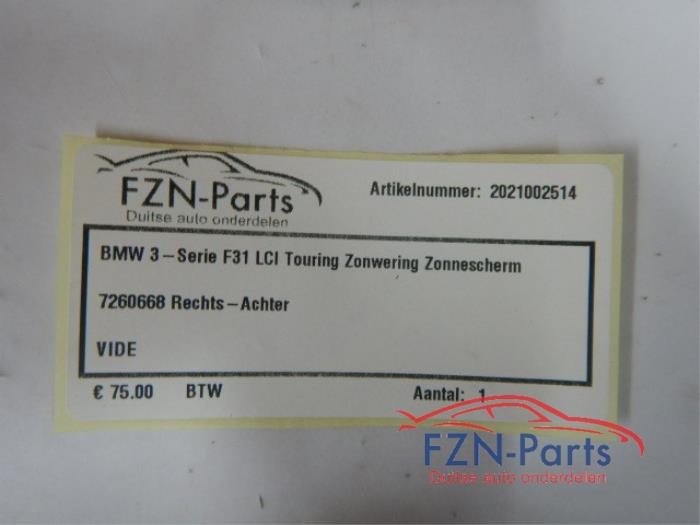 FZN-Parts
Duitse auto onderdelen
Artikelnummer: 2021002514
BMW 3-Serie F31 LCI Touring Zonwering Zonnescherm
7260668 Rechts-Achter
VIDE
€ 75.00 BTW Aantal: 1
FZN-Parts
Duitse auto onderdelen